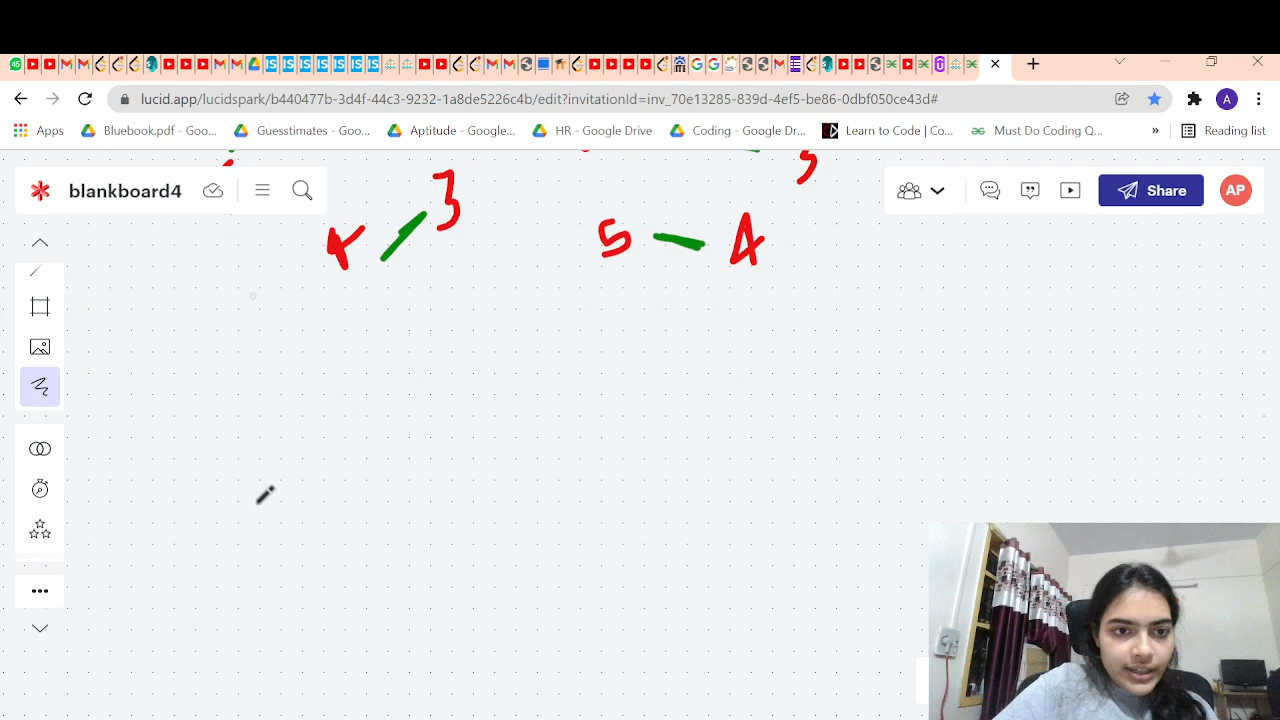 45
Apps
Bluebook.pdf - Goo...
Guesstimates - Goo...
Aptitude - Google...
HR - Google Drive
Coding - Google Dr...
Learn to Code | Co...
Must Do Coding Q...
»
Reading list
lucid.app/lucidspark/b440477b-3d4f-44c3-9232-1a8de5226c4b/edit?invitationId=inv_70e13285-839d-4ef5-be86-0dbf050ce43d#
A
blankboard4
Share
AP
3
5 4